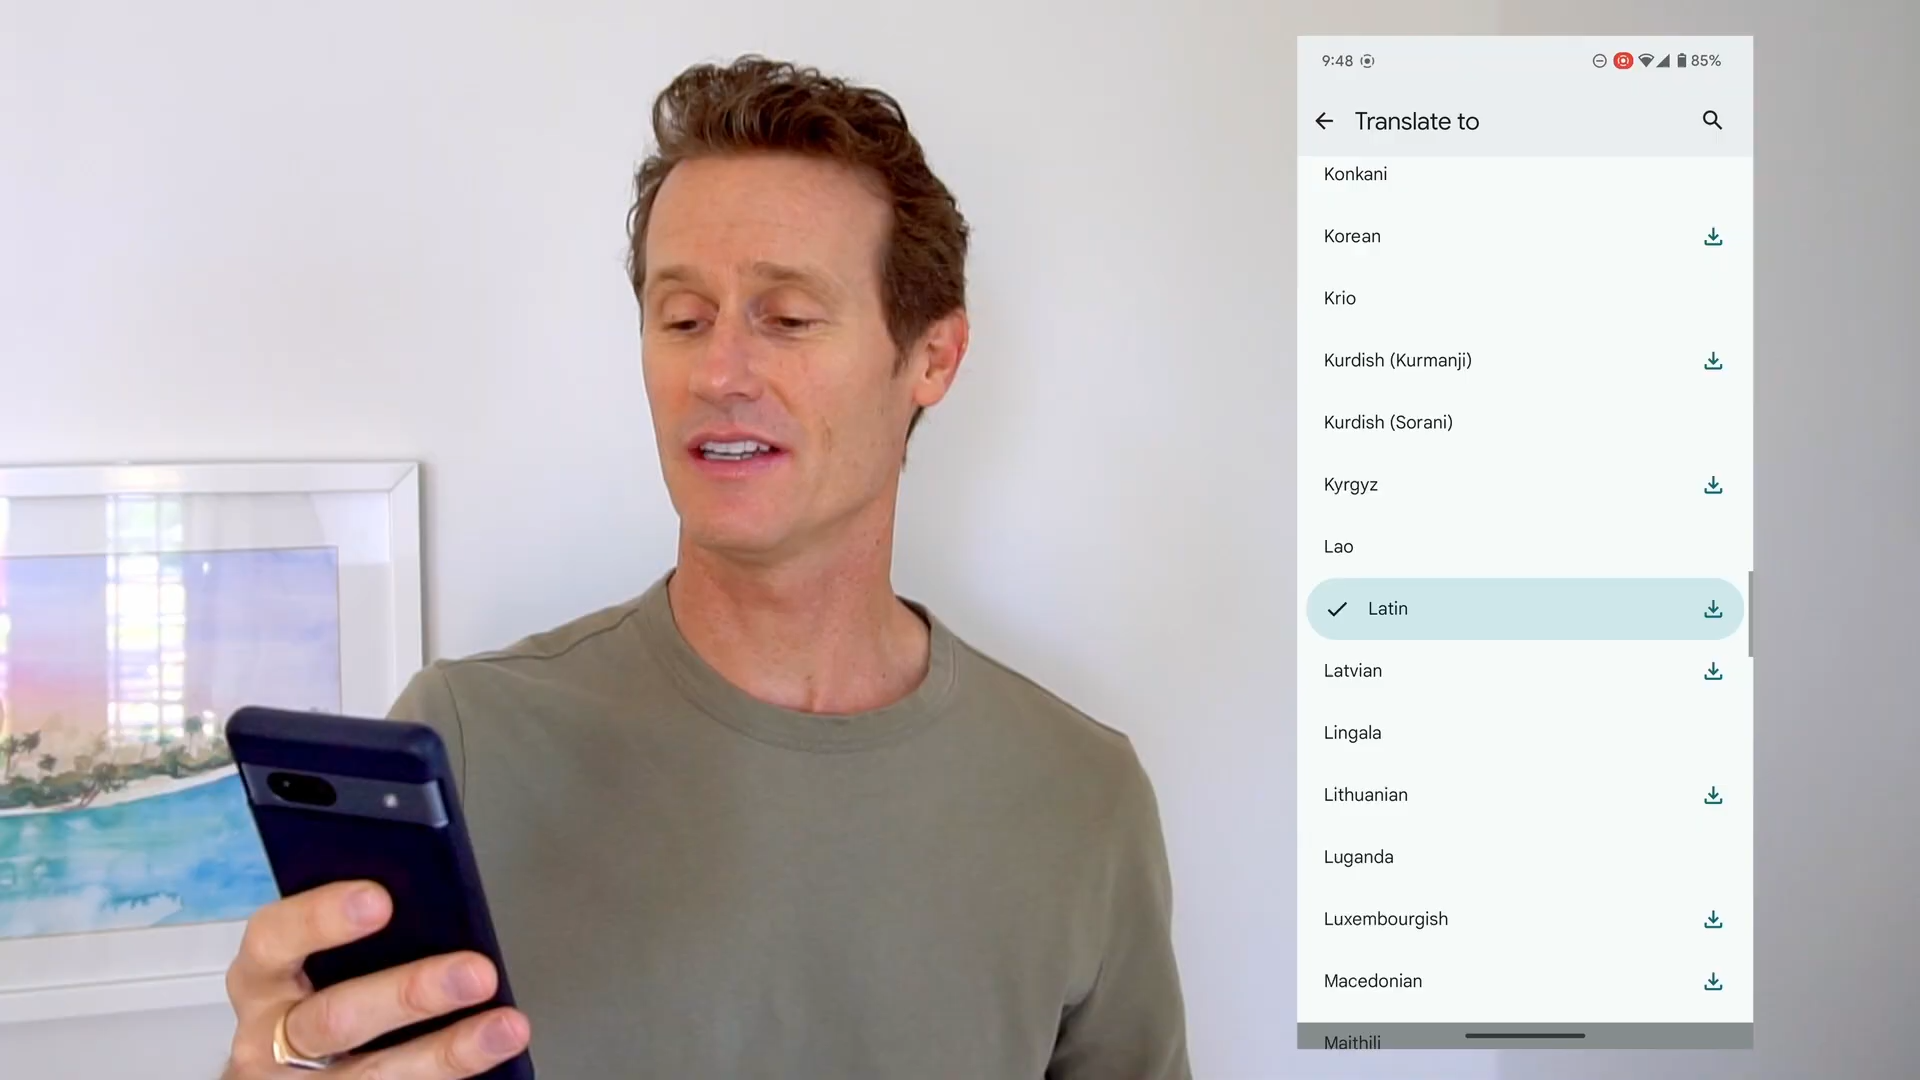 9:48
85%
Translate to
Konkani
Korean
Krio
Kurdish (Kurmanji)
Kurdish (Sorani)
Kyrgyz
Lao
Latin
Latvian
Lingala
Lithuanian
Luganda
Luxembourgish
Macedonian
Maithili